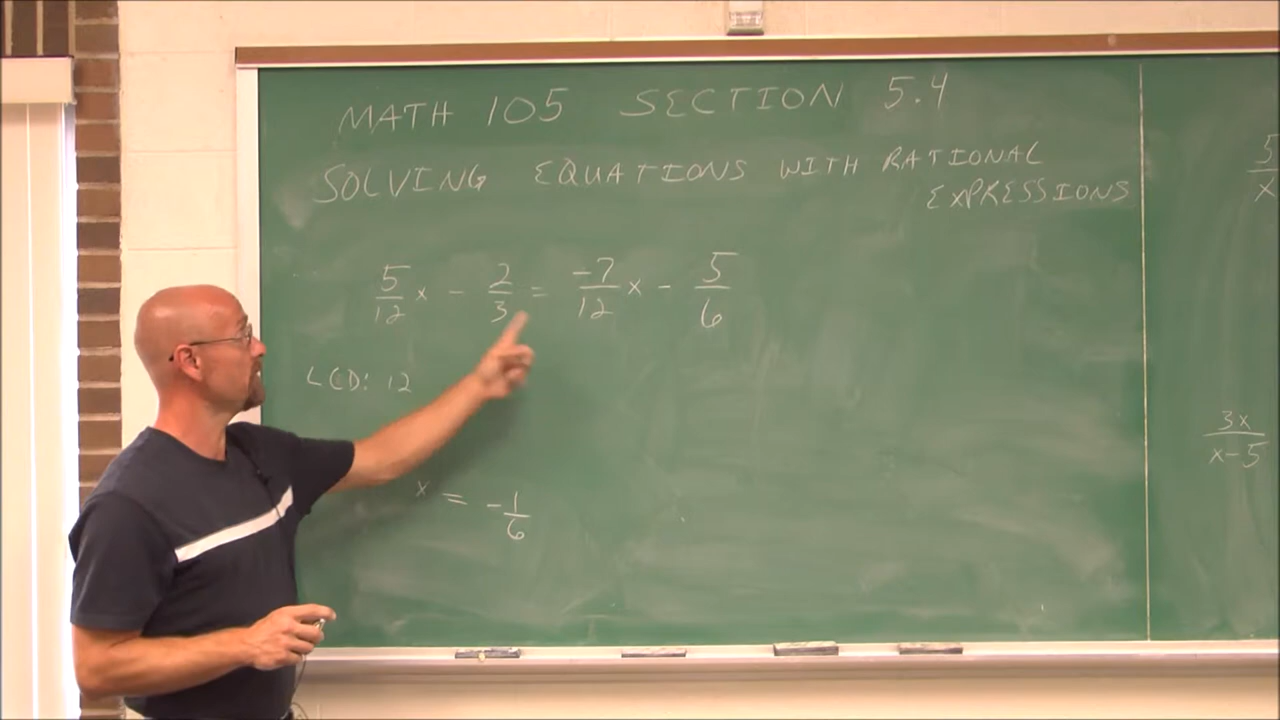 MATH 105 SECTION 5.4
SOLVING EQUATIONS WITH RATIONAL
EXPRESSIONS
5/12 x - 2/3 = -7/12 x - 5/6
LCD: 12
x = -1/6
5/x
3x/x-5